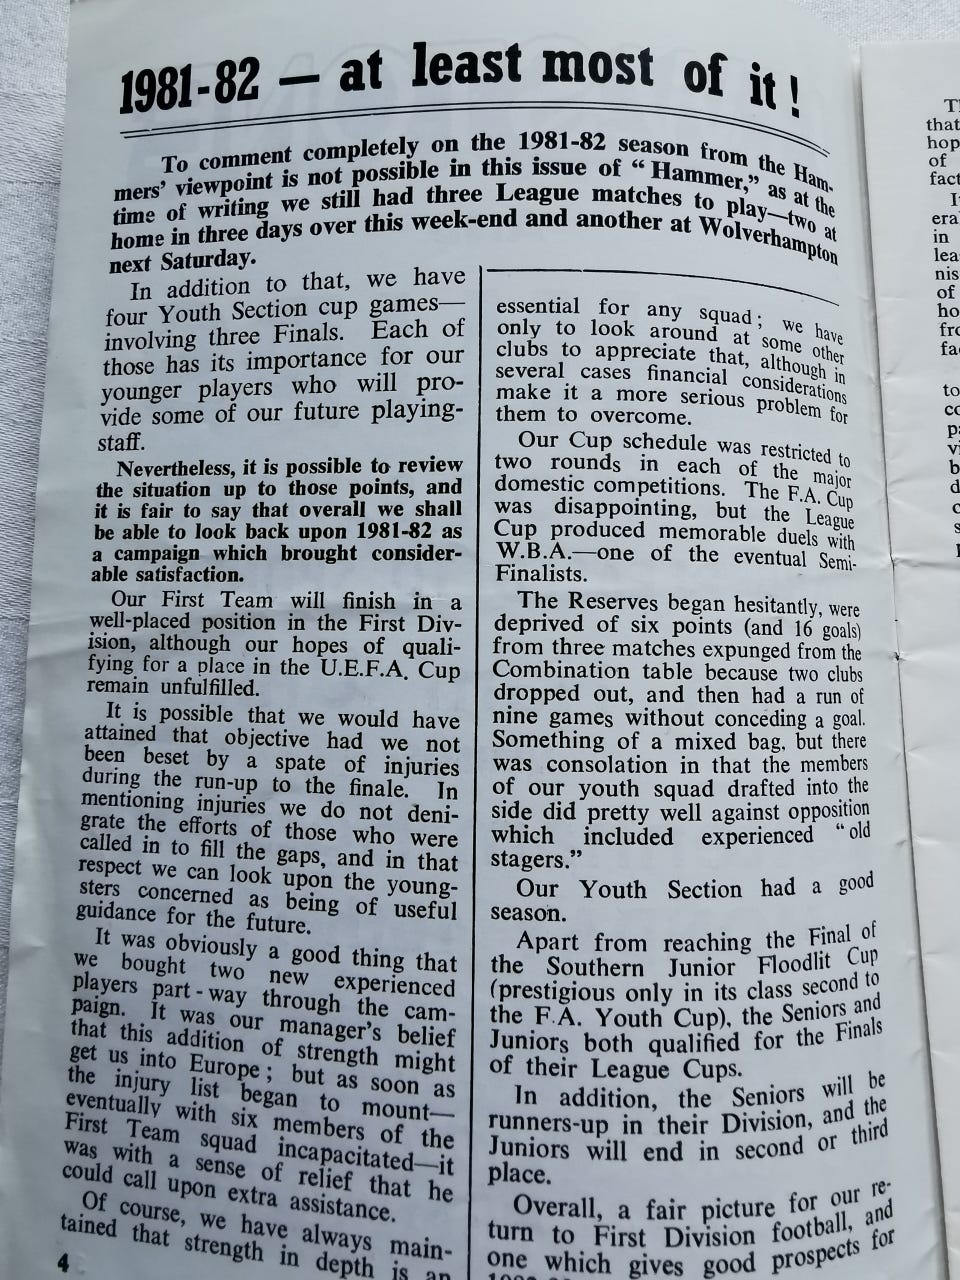 1981-82 — at least most of it!
To comment completely on the 1981-82 season from the Ham-
mers' viewpoint is not possible in this issue of "Hammer," as at the
time of writing we still had three League matches to play—two at
home in three days over this week-end and another at Wolverhampton
next Saturday.
In addition to that, we have
four Youth Section cup games—
involving three Finals. Each of
those has its importance for our
younger players who will pro-
vide some of our future playing-
staff.
Nevertheless, it is possible to review
the situation up to those points, and
it is fair to say that overall we shall
be able to look back upon 1981-82 as
a campaign which brought consider-
able satisfaction.
Our First Team will finish in a
well-placed position in the First Div-
ision, although our hopes of quali-
fying for a place in the U.E.F.A. Cup
remain unfulfilled.
It is possible that we would have
attained that objective had we not
been beset by a spate of injuries
during the run-up to the finale. In
mentioning injuries we do not deni-
grate the efforts of those who were
called in to fill the gaps, and in that
respect we can look upon the young-
sters concerned as being of useful
guidance for the future.
It was obviously a good thing that
we bought two new experienced
players part-way through the cam-
paign. It was our manager's belief
that this addition of strength might
get us into Europe; but as soon as
the injury list began to mount—
eventually with six members of the
First Team squad incapacitated—it
was with a sense of relief that he
could call upon extra assistance.
Of course, we have always main-
tained that strength in depth is an
4
essential for any squad; we have
only to look around at some other
clubs to appreciate that, although in
several cases financial considerations
make it a more serious problem for
them to overcome.
Our Cup schedule was restricted to
two rounds in each of the major
domestic competitions. The F.A. Cup
was disappointing, but the League
Cup produced memorable duels with
W.B.A.—one of the eventual Semi-
Finalists.
The Reserves began hesitantly, were
deprived of six points (and 16 goals)
from three matches expunged from the
Combination table because two clubs
dropped out, and then had a run of
nine games without conceding a goal.
Something of a mixed bag, but there
was consolation in that the members
of our youth squad drafted into the
side did pretty well against opposition
which included experienced "old
stagers."
Our Youth Section had a good
season.
Apart from reaching the Final of
the Southern Junior Floodlit Cup
(prestigious only in its class second to
the F.A. Youth Cup), the Seniors and
Juniors both qualified for the Finals
of their League Cups.
In addition, the Seniors will be
runners-up in their Division, and the
Juniors will end in second or third
place.
Overall, a fair picture for our re-
turn to First Division football, and
one which gives good prospects for
that
hop
of
fact
era
in
lea
nis
of
ho
fro
fa
to